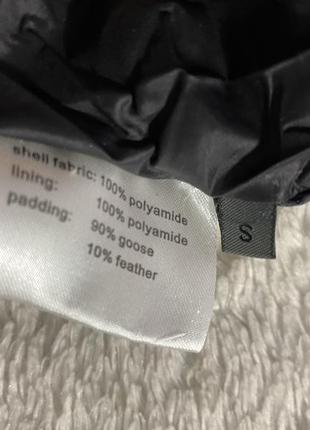 shell fabric: 100% polyamide
lining: 100% polyamide
padding: 90% goose
10% feather
S